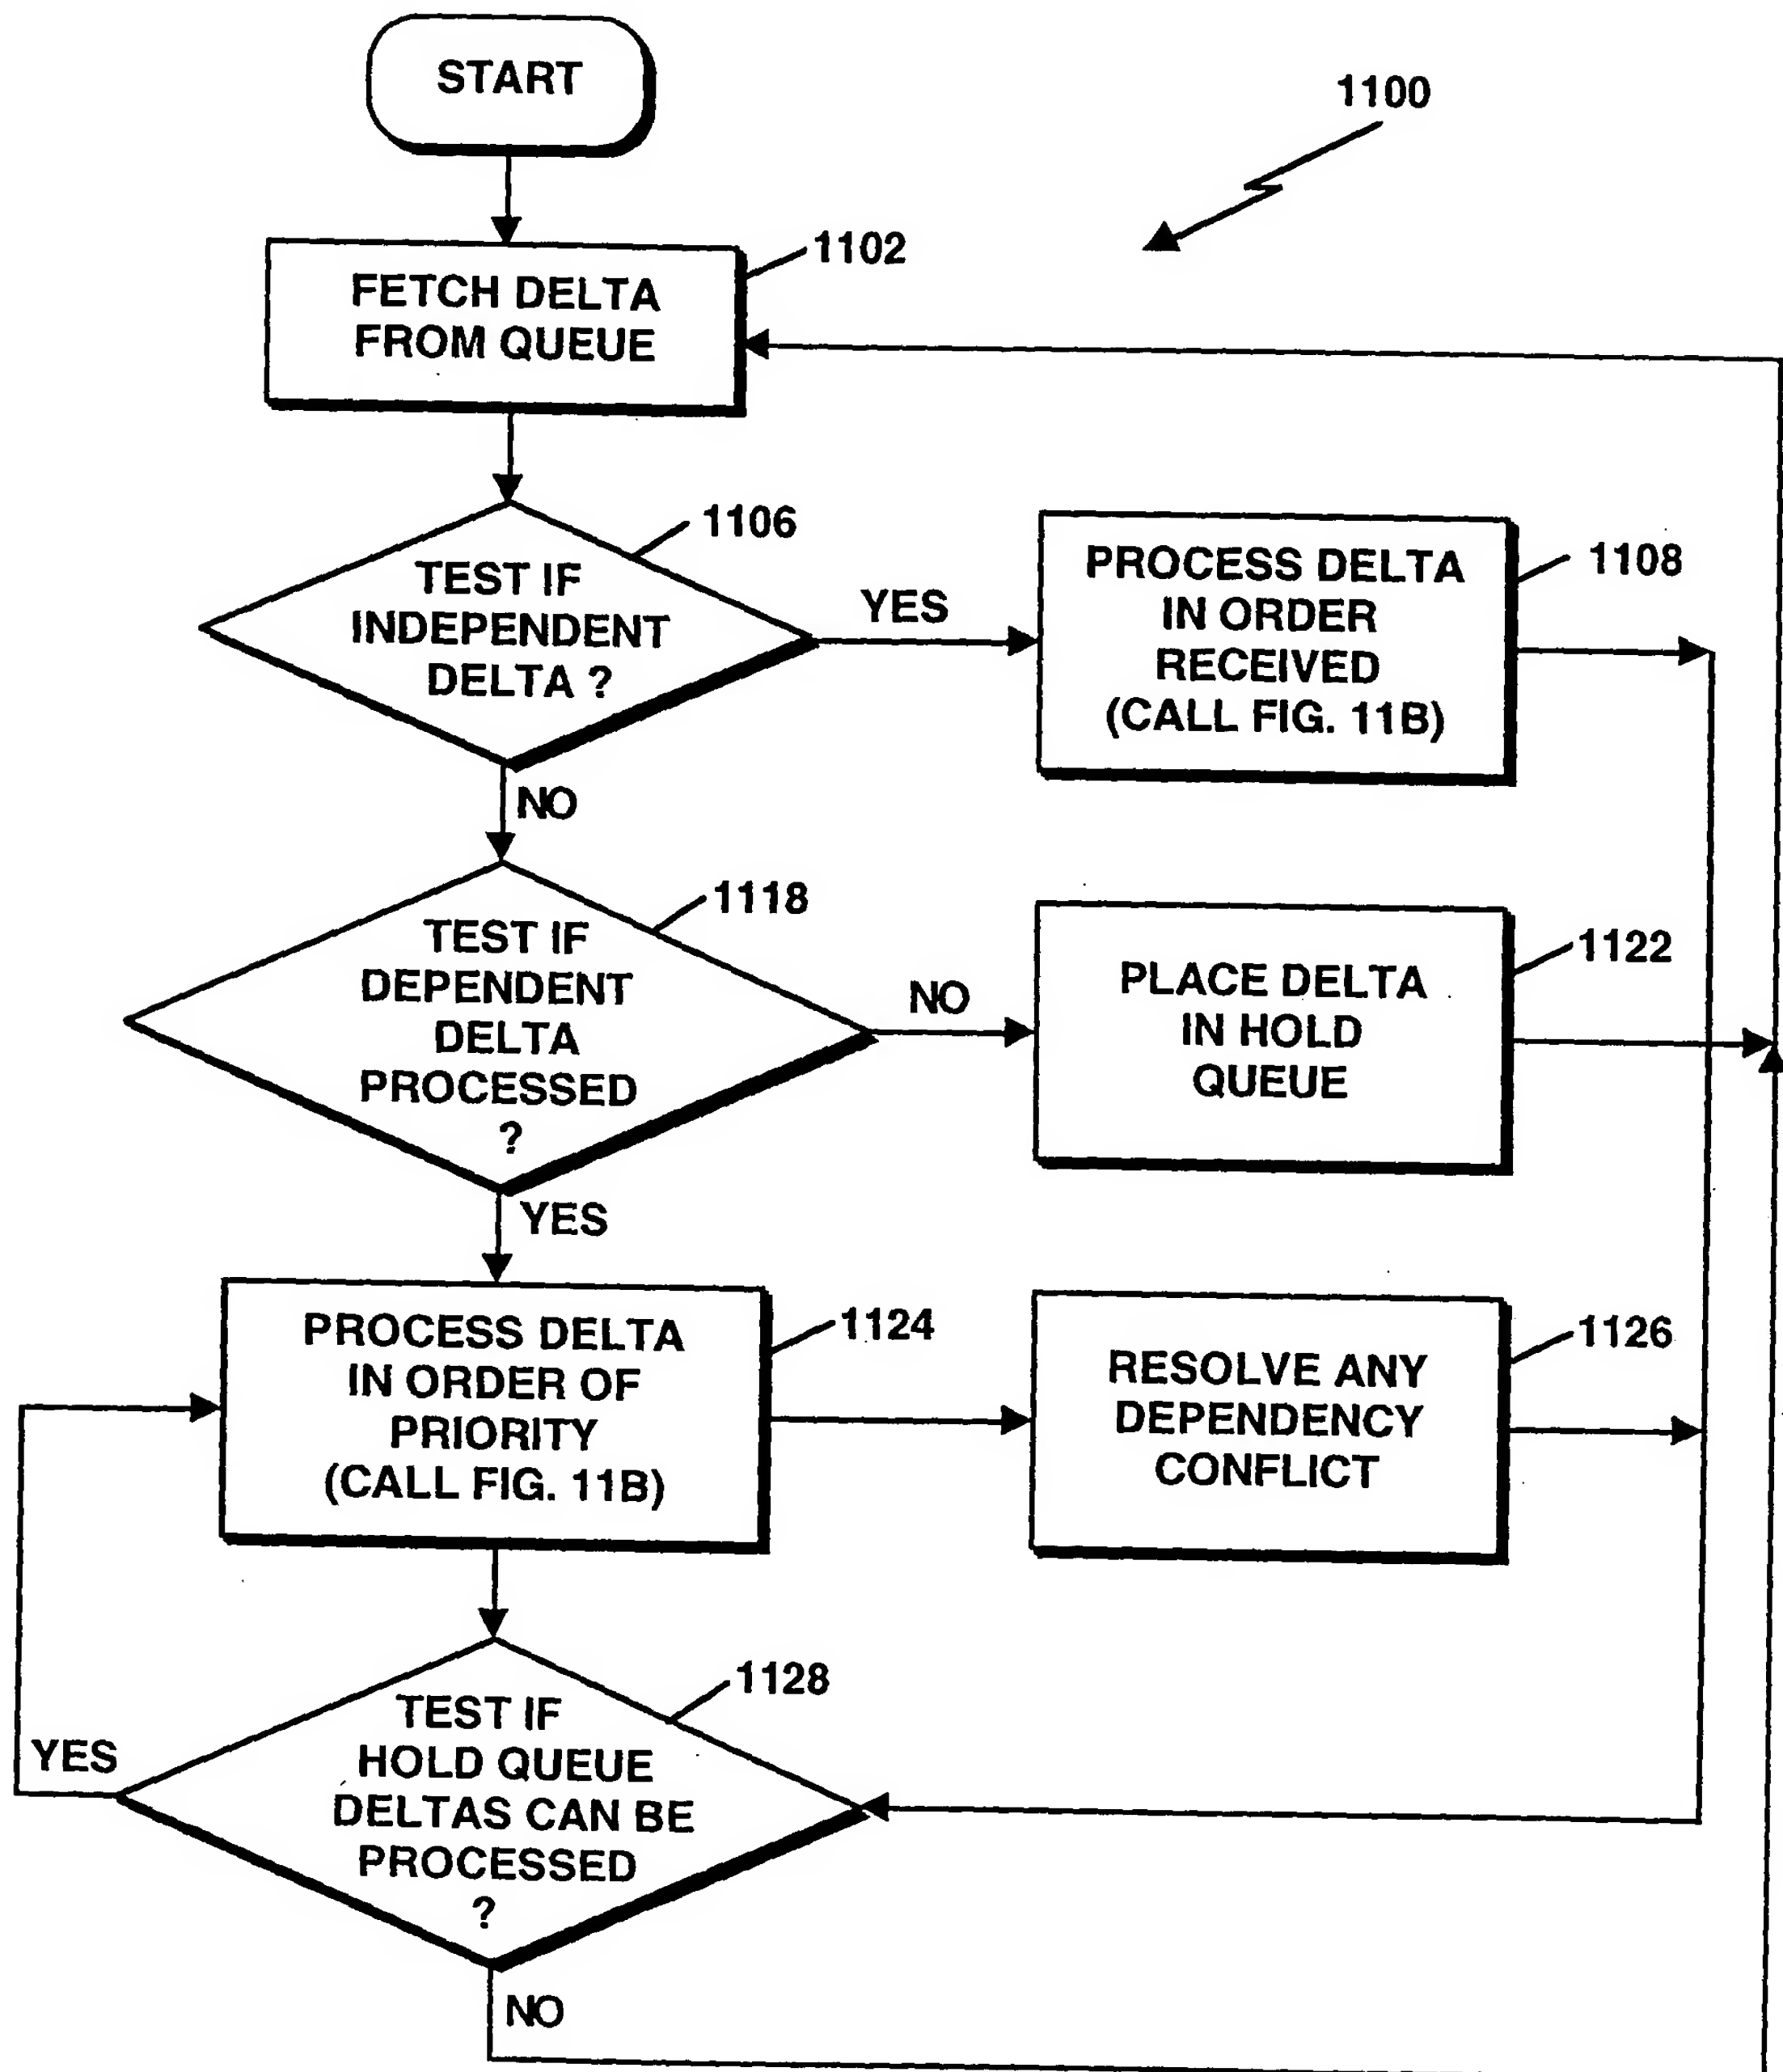 START
1100
1102
FETCH DELTA
FROM QUEUE
1106
TEST IF
INDEPENDENT
DELTA ?
YES
PROCESS DELTA
IN ORDER
RECEIVED
(CALL FIG. 11B)
1108
NO
1118
TEST IF
DEPENDENT
DELTA
PROCESSED
?
NO
PLACE DELTA
IN HOLD
QUEUE
1122
YES
PROCESS DELTA
IN ORDER OF
PRIORITY
(CALL FIG. 11B)
1124
RESOLVE ANY
DEPENDENCY
CONFLICT
1126
1128
TEST IF
HOLD QUEUE
DELTAS CAN BE
PROCESSED
?
YES
NO